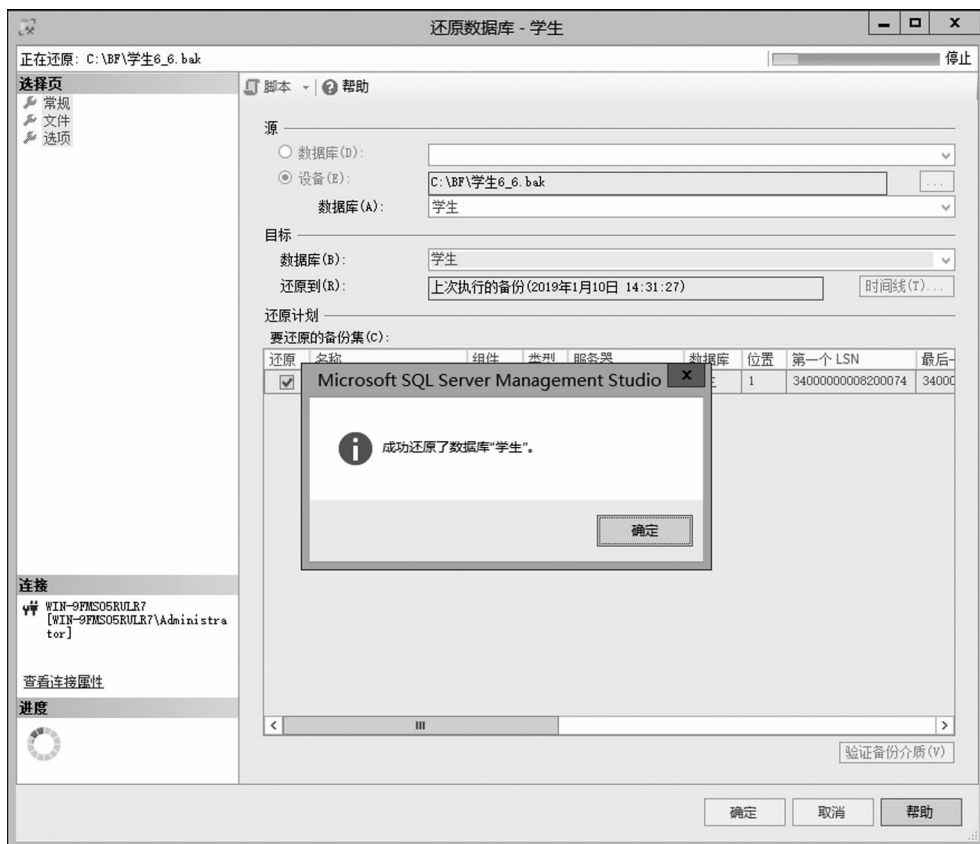 还原数据库 - 学生
正在还原: C:\BF\学生6_6.bak
停止
选择页
常规
文件
选项
脚本
帮助
源
数据库(D):
设备(E):
C:\BF\学生6_6.bak
...
数据库(A):
学生
目标
数据库(B):
学生
还原到(R):
上次执行的备份(2019年1月10日 14:31:27)
时间线(T)...
还原计划
要还原的备份集(C):
还原 名称 组件 类型 服务器 数据库 位置 第一个 LSN 最后一
1 34000000008200074 34000
Microsoft SQL Server Management Studio
成功还原了数据库“学生”。
确定
连接
WIN-9FMSO5RULR7
[WIN-9FMSO5RULR7\Administra
tor]
查看连接属性
进度
验证备份介质(V)
确定 取消 帮助